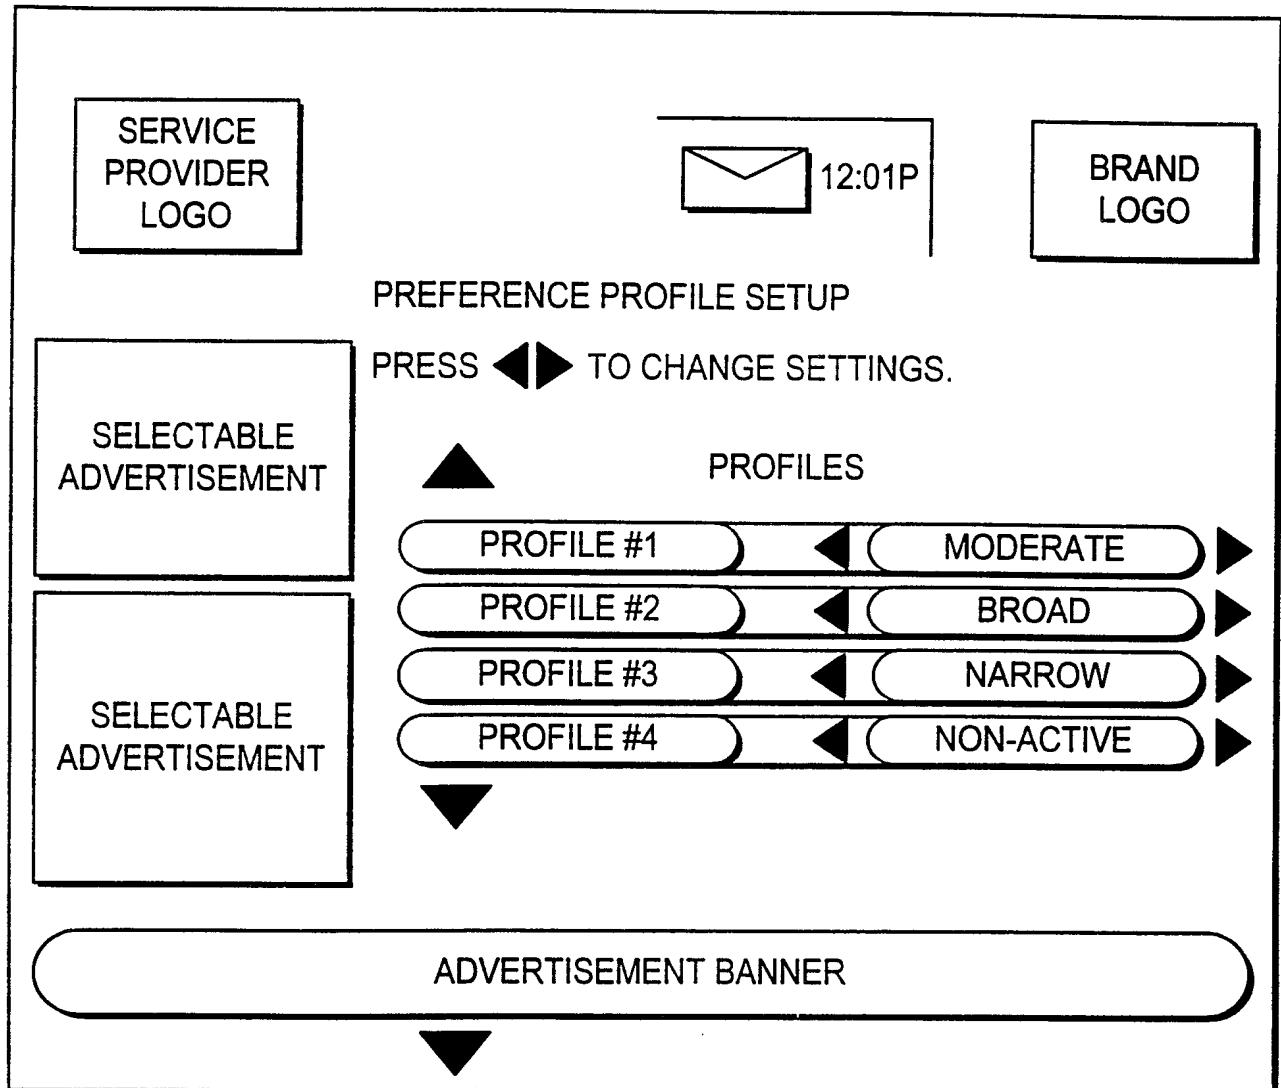 SERVICE
PROVIDER
LOGO
12:01P
BRAND
LOGO
PREFERENCE PROFILE SETUP
PRESS ◀▶ TO CHANGE SETTINGS.
SELECTABLE
ADVERTISEMENT
PROFILES
PROFILE #1 MODERATE
PROFILE #2 BROAD
PROFILE #3 NARROW
PROFILE #4 NON-ACTIVE
SELECTABLE
ADVERTISEMENT
ADVERTISEMENT BANNER